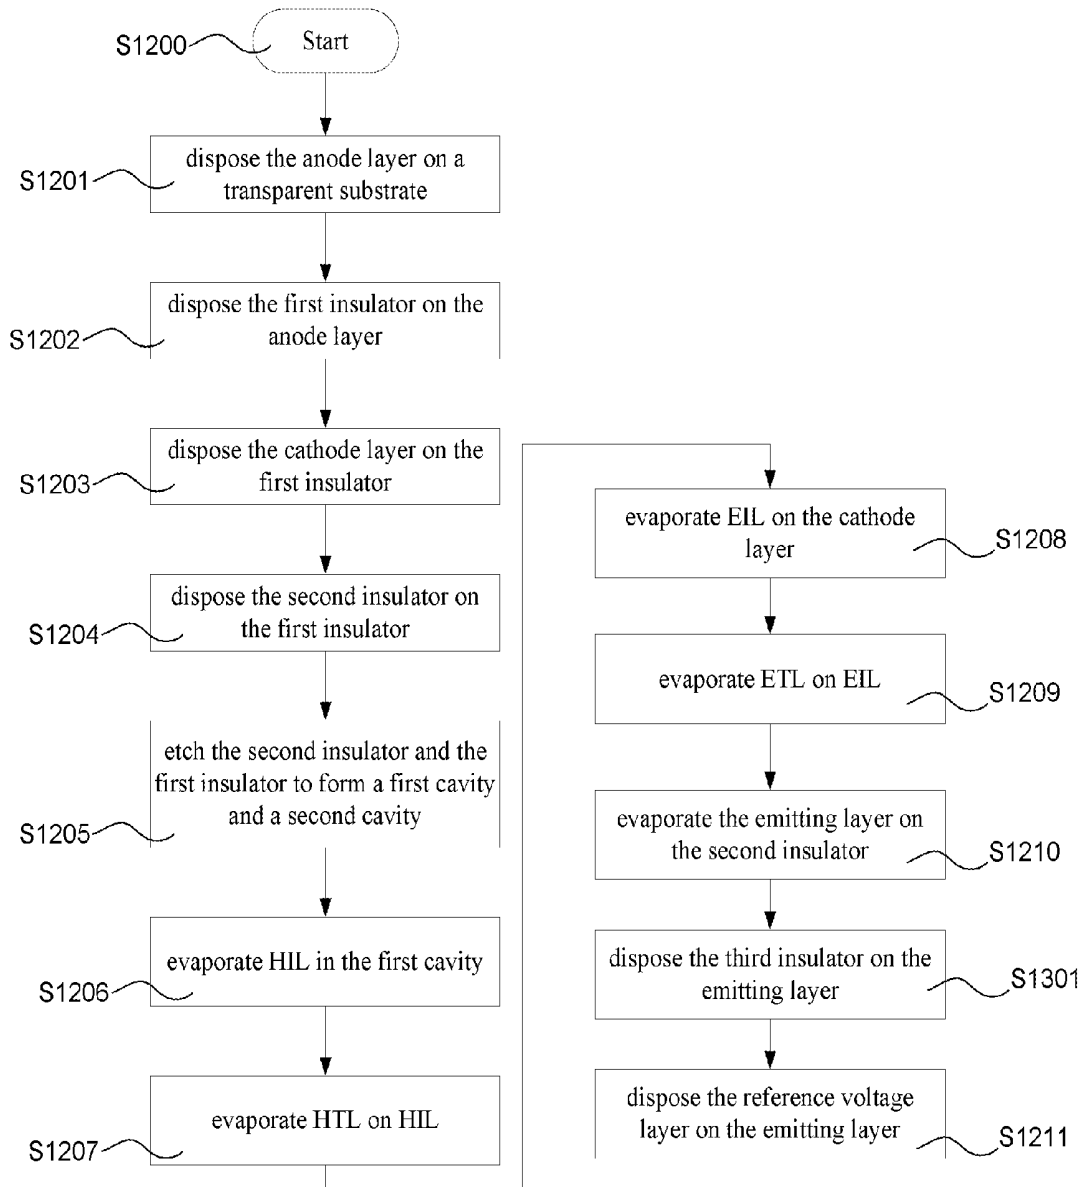 S1200
Start
S1201
dispose the anode layer on a
transparent substrate
S1202
dispose the first insulator on the
anode layer
S1203
dispose the cathode layer on the
first insulator
S1204
dispose the second insulator on
the first insulator
S1205
etch the second insulator and the
first insulator to form a first cavity
and a second cavity
S1206
evaporate HIL in the first cavity
S1207
evaporate HTL on HIL
evaporate EIL on the cathode
layer
S1208
evaporate ETL on EIL
S1209
evaporate the emitting layer on
the second insulator
S1210
dispose the third insulator on the
emitting layer
S1301
dispose the reference voltage
layer on the emitting layer
S1211